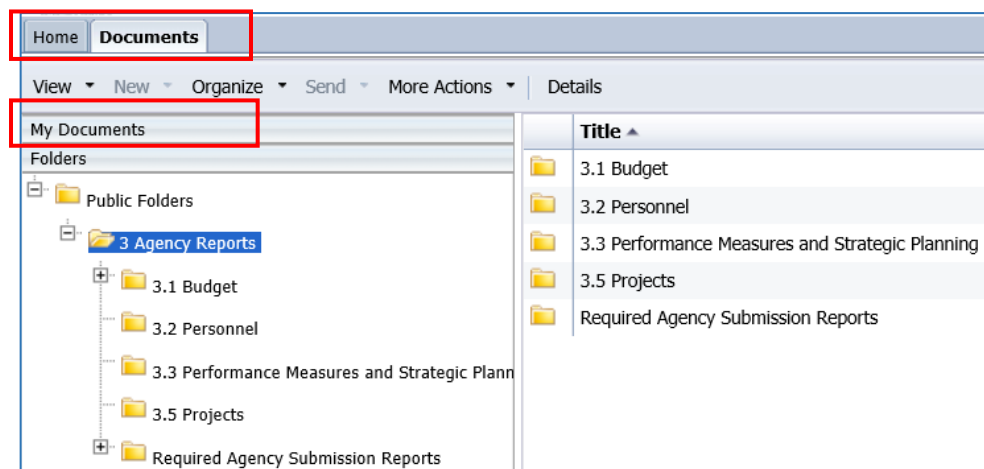 Home Documents
View New Organize Send More Actions Details
My Documents
Folders
Public Folders
3 Agency Reports
3.1 Budget
3.2 Personnel
3.3 Performance Measures and Strategic Plann
3.5 Projects
Required Agency Submission Reports
Title
3.1 Budget
3.2 Personnel
3.3 Performance Measures and Strategic Planning
3.5 Projects
Required Agency Submission Reports